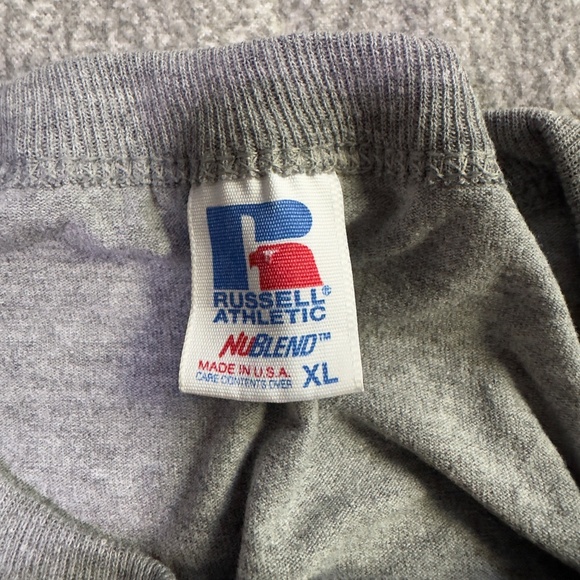 RUSSELL®
ATHLETIC
NUBLEND™
MADE IN U.S.A.
CARE CONTENTS OVER
XL